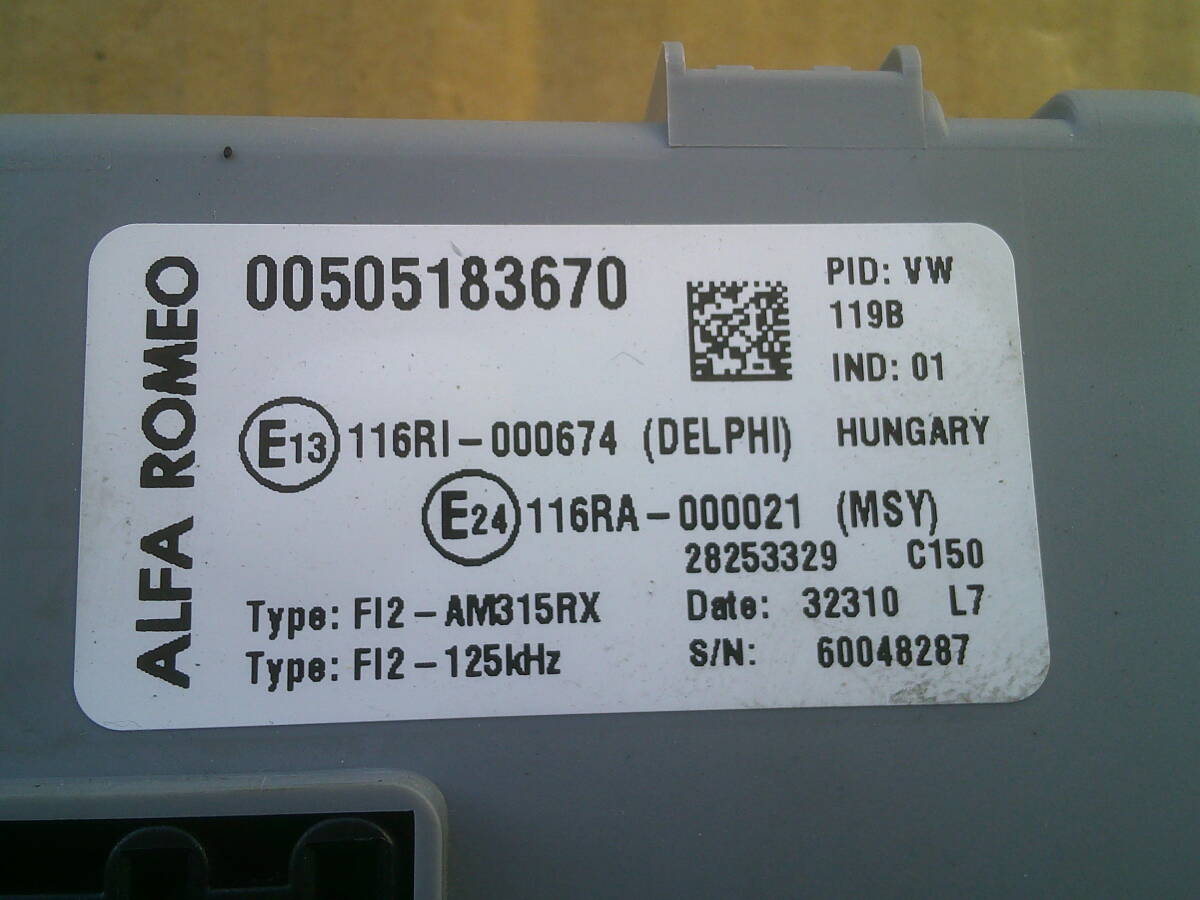 ALFA ROMEO
00505183670
PID: VW
119B
IND: 01
E13 116RI-000674 (DELPHI) HUNGARY
E24 116RA-000021 (MSY)
28253329 C150
Type: FI2-AM315RX Date: 32310 L7
Type: FI2-125kHz S/N: 60048287